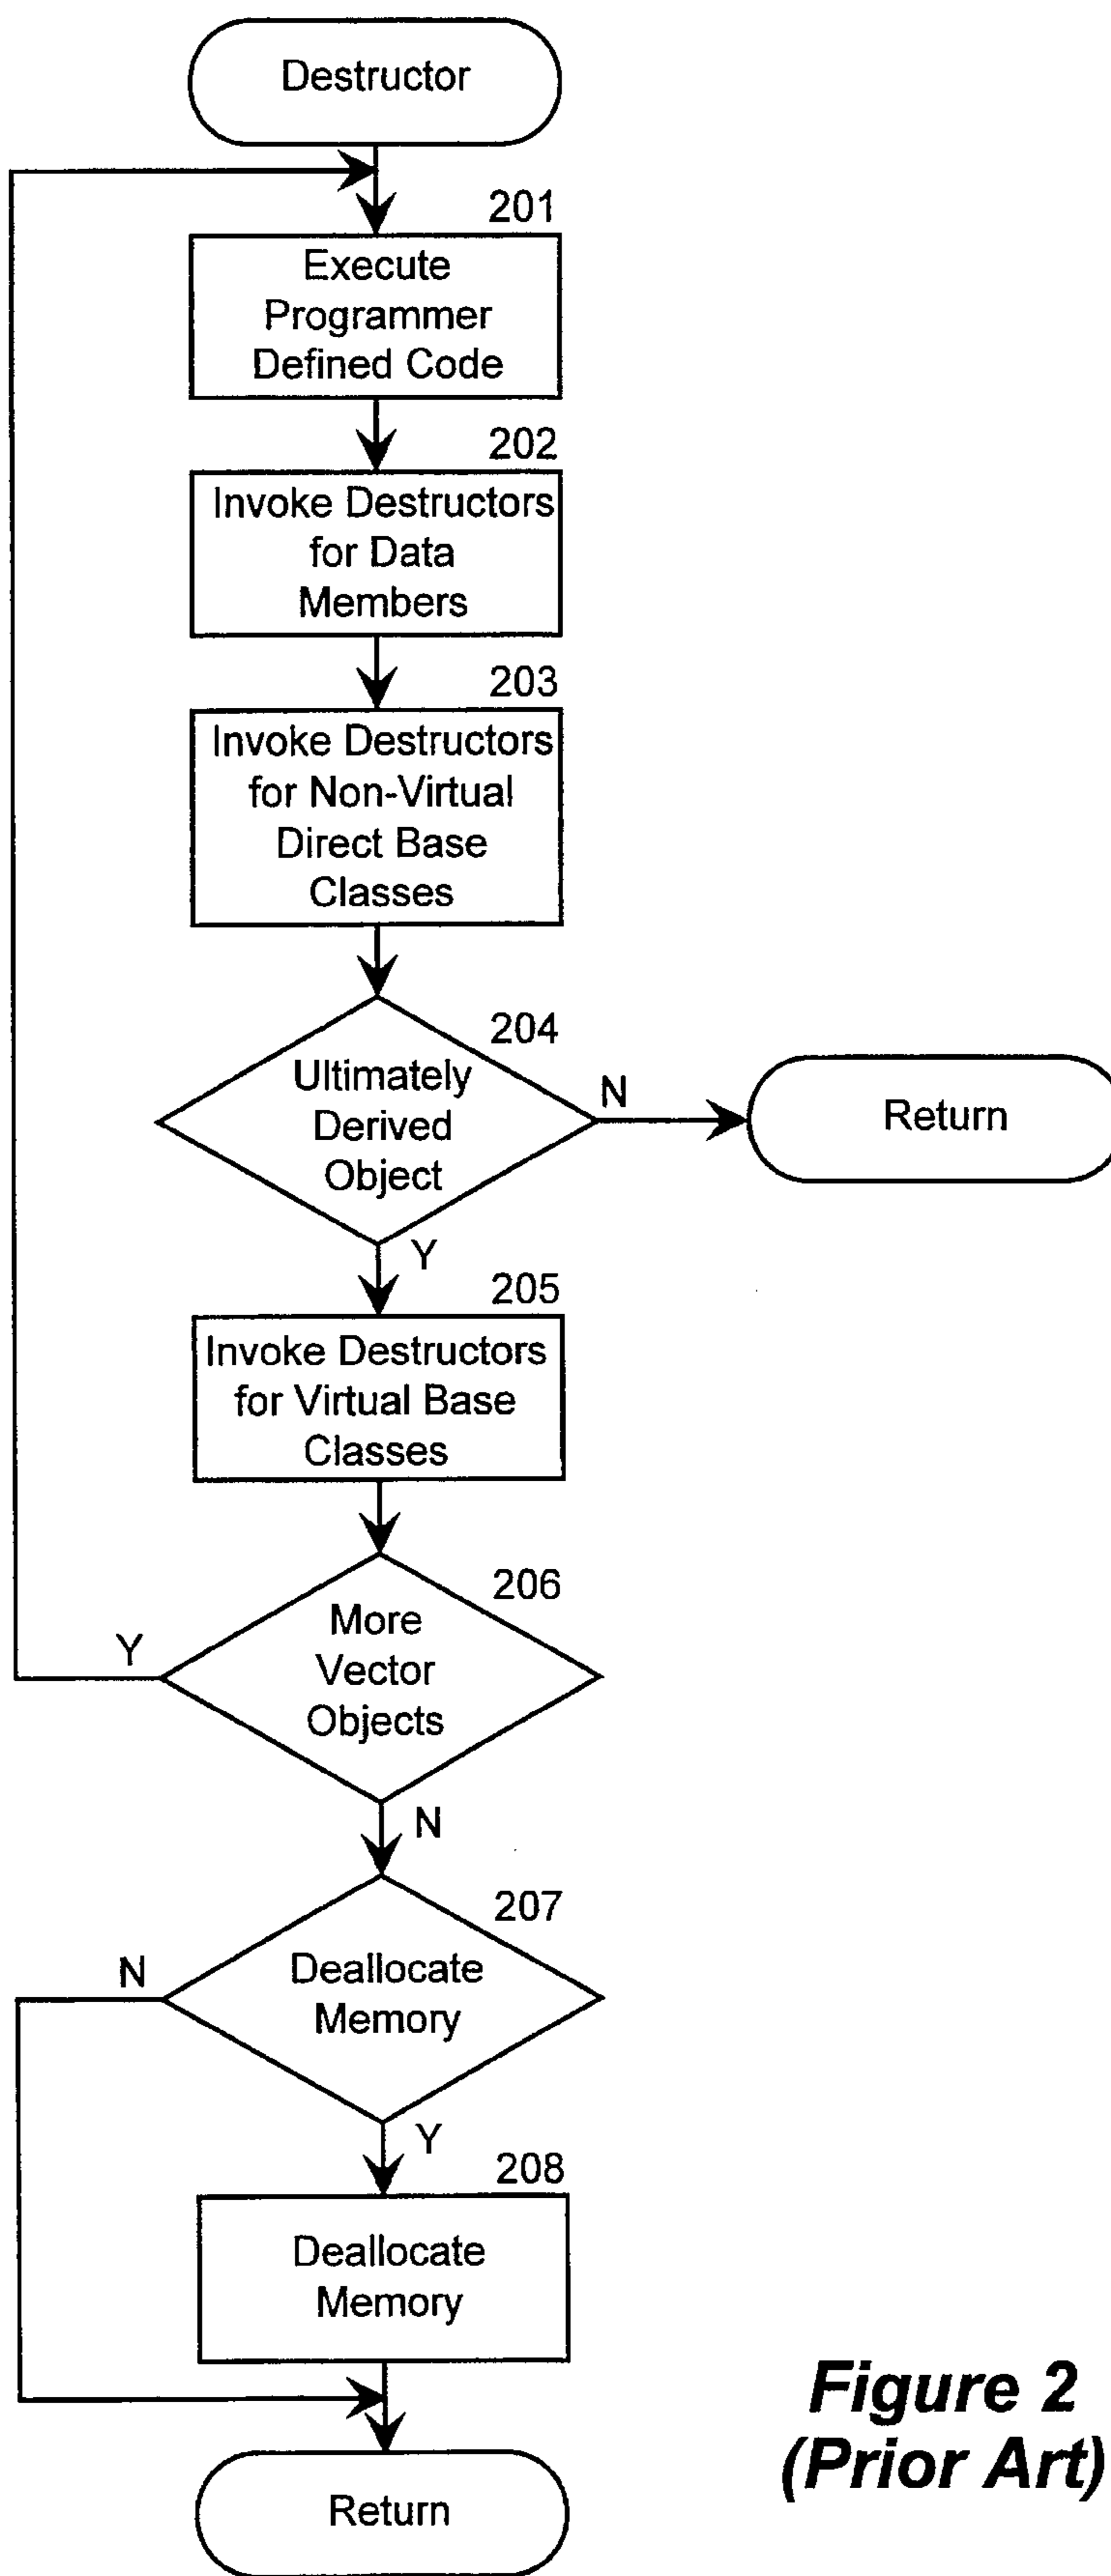 Destructor
201
Execute
Programmer
Defined Code
202
Invoke Destructors
for Data
Members
203
Invoke Destructors
for Non-Virtual
Direct Base
Classes
204
Ultimately
Derived
Object
N
Return
Y
205
Invoke Destructors
for Virtual Base
Classes
206
More
Vector
Objects
Y
N
207
Deallocate
Memory
N
Y
208
Deallocate
Memory
Return
Figure 2
(Prior Art)